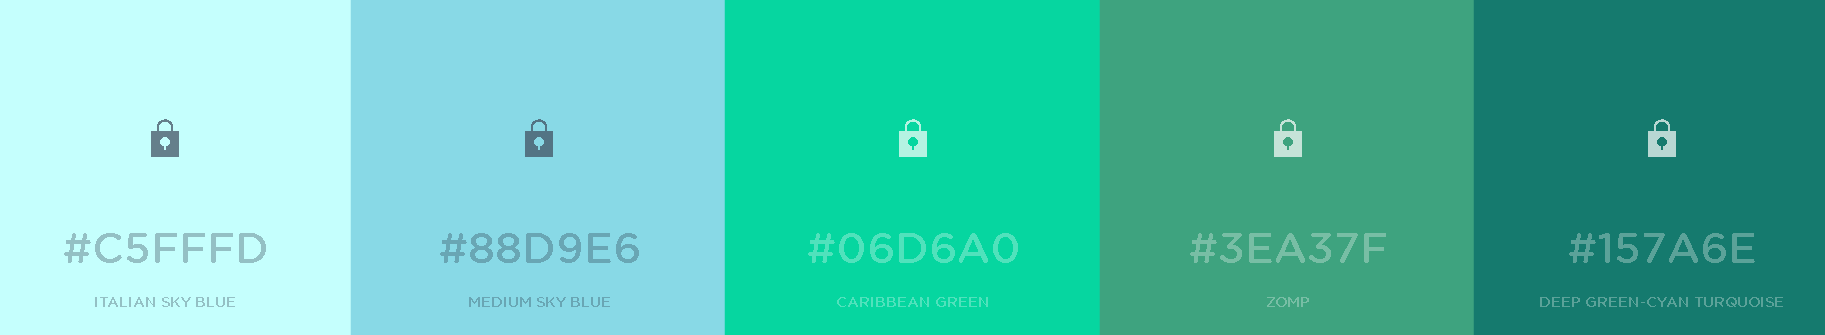 #C5FFFD
ITALIAN SKY BLUE
#88D9E6
MEDIUM SKY BLUE
#06D6A0
CARIBBEAN GREEN
#3EA37F
ZOMP
#157A6E
DEEP GREEN-CYAN TURQUOISE